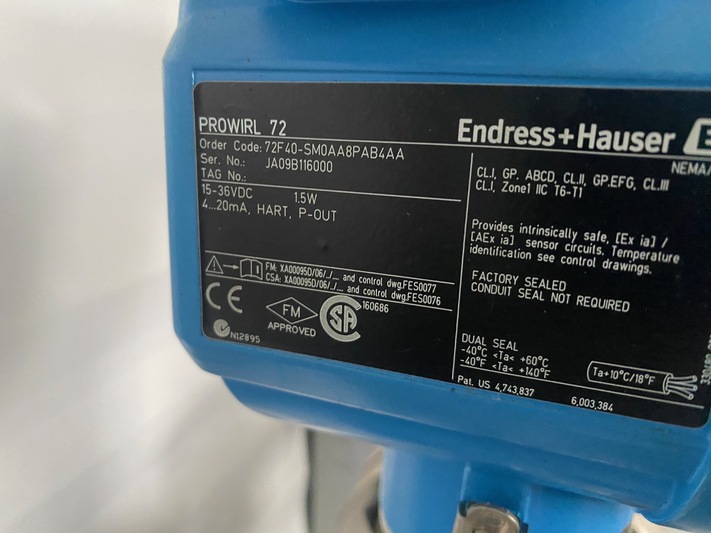 PROWIRL 72
Endress+Hauser
Order Code: 72F40-SM0AA8PAB4AA
Ser. No.: JA09B116000
TAG No.:
15-36VDC 1.5W
4...20mA, HART, P-OUT
FM: XA00095D/06/_/... and control dwg.FES0077
CSA: XA00095D/06/_/... and control dwg.FES0076
CE
FM
APPROVED
CSA
160686
N12895
NEMA/
CL.I, GP. ABCD, CL.II, GP.EFG, CL.III
CL.I, Zone1 IIC T6-T1
Provides intrinsically safe, [Ex ia] /
[AEx ia] sensor circuits. Temperature
identification see control drawings.
FACTORY SEALED
CONDUIT SEAL NOT REQUIRED
DUAL SEAL
-40°C <Ta< +60°C
-40°F <Ta< +140°F
Ta+10°C/18°F
Pat. US 4,743,837 6,003,384